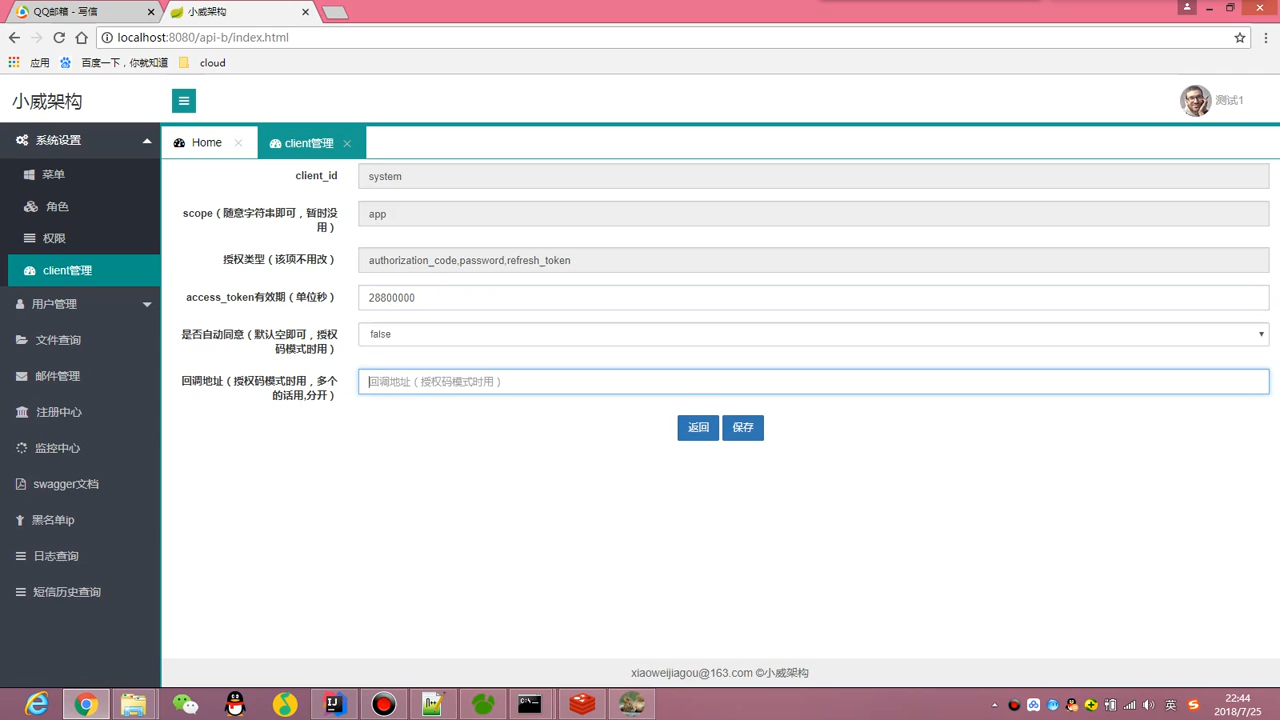 QQ邮箱 - 写信
小威架构
localhost:8080/api-b/index.html
应用
百度一下，你就知道
cloud
小威架构
测试1
系统设置
菜单
角色
权限
client管理
用户管理
文件查询
邮件管理
注册中心
监控中心
swagger文档
黑名单ip
日志查询
短信历史查询
Home
client管理
client_id
system
scope（随意字符串即可，暂时没
用）
app
授权类型（该项不用改）
authorization_code,password,refresh_token
access_token有效期（单位秒）
28800000
是否自动同意（默认空即可，授权
码模式时用）
false
回调地址（授权码模式时用，多个
的话用,分开）
回调地址（授权码模式时用）
返回
保存
xiaoweijiagou@163.com ©小威架构
英
22:44
2018/7/25